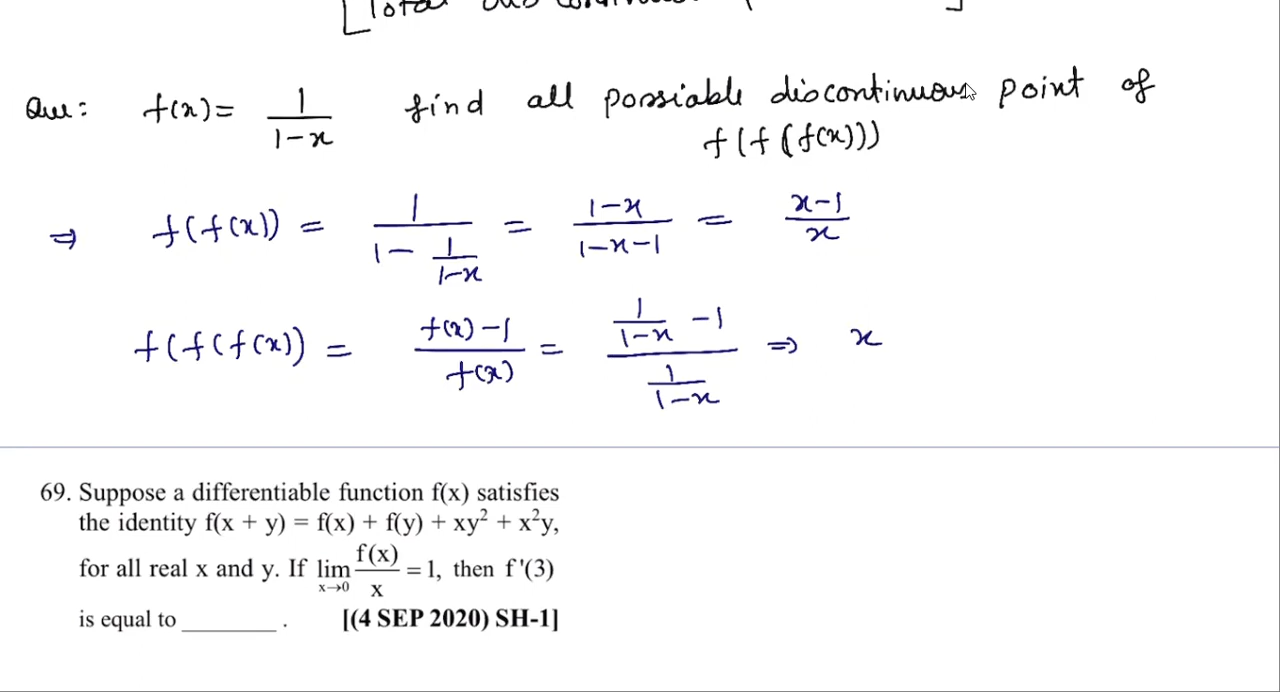 Que: f(x) = 1/(1-x) find all possiable discontinuous point of
f(f(f(x)))
⇒ f(f(x)) = 1/(1 - 1/(1-x)) = (1-x)/(1-x-1) = (x-1)/x
f(f(f(x)) = (f(x)-1)/f(x) = (1/(1-x) - 1)/(1/(1-x)) ⇒ x
69. Suppose a differentiable function f(x) satisfies
the identity f(x + y) = f(x) + f(y) + xy² + x²y,
for all real x and y. If lim x→0 f(x)/x = 1, then f'(3)
is equal to ________ . [(4 SEP 2020) SH-1]